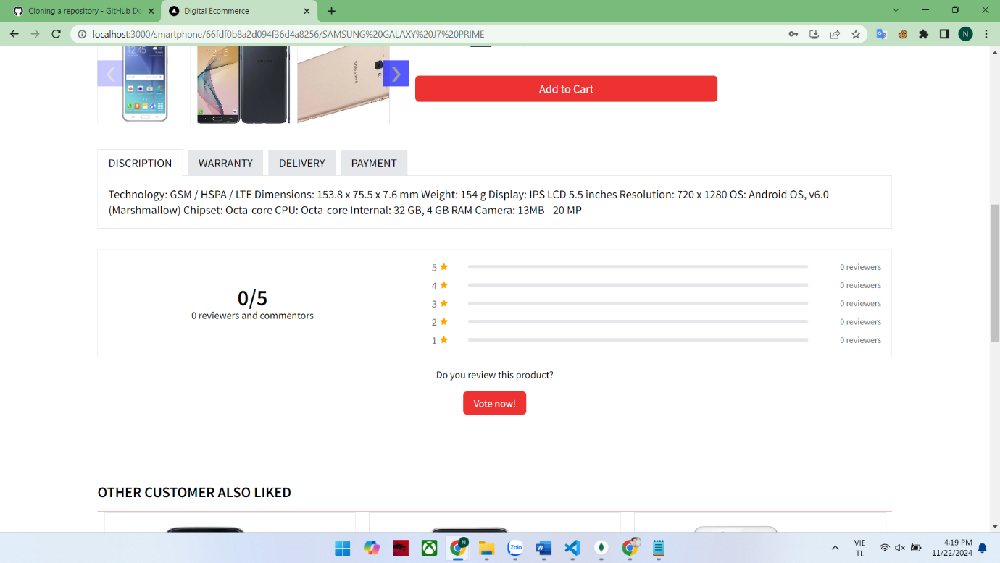 Cloning a repository - GitHub Do
Digital Ecommerce
localhost:3000/smartphone/66fdf0b8a2d094f36d4a8256/SAMSUNG%20GALAXY%20J7%20PRIME
N
SAMSUNG
Add to Cart
DISCRIPTION
WARRANTY
DELIVERY
PAYMENT
Technology: GSM / HSPA / LTE Dimensions: 153.8 x 75.5 x 7.6 mm Weight: 154 g Display: IPS LCD 5.5 inches Resolution: 720 x 1280 OS: Android OS, v6.0
(Marshmallow) Chipset: Octa-core CPU: Octa-core Internal: 32 GB, 4 GB RAM Camera: 13MB - 20 MP
0/5
0 reviewers and commentors
5 0 reviewers
4 0 reviewers
3 0 reviewers
2 0 reviewers
1 0 reviewers
Do you review this product?
Vote now!
OTHER CUSTOMER ALSO LIKED
N
Zalo
VIE
TL
4:19 PM
11/22/2024